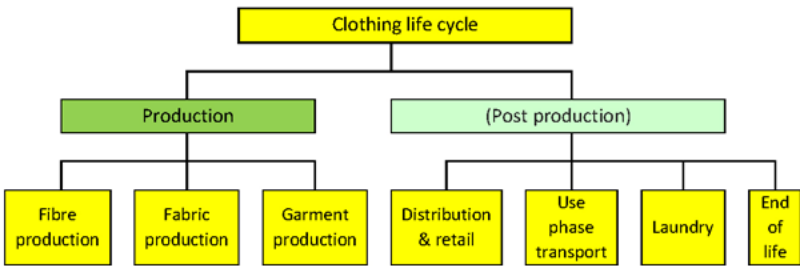 Clothing life cycle
Production
(Post production)
Fibre
production
Fabric
production
Garment
production
Distribution
& retail
Use
phase
transport
Laundry
End
of
life